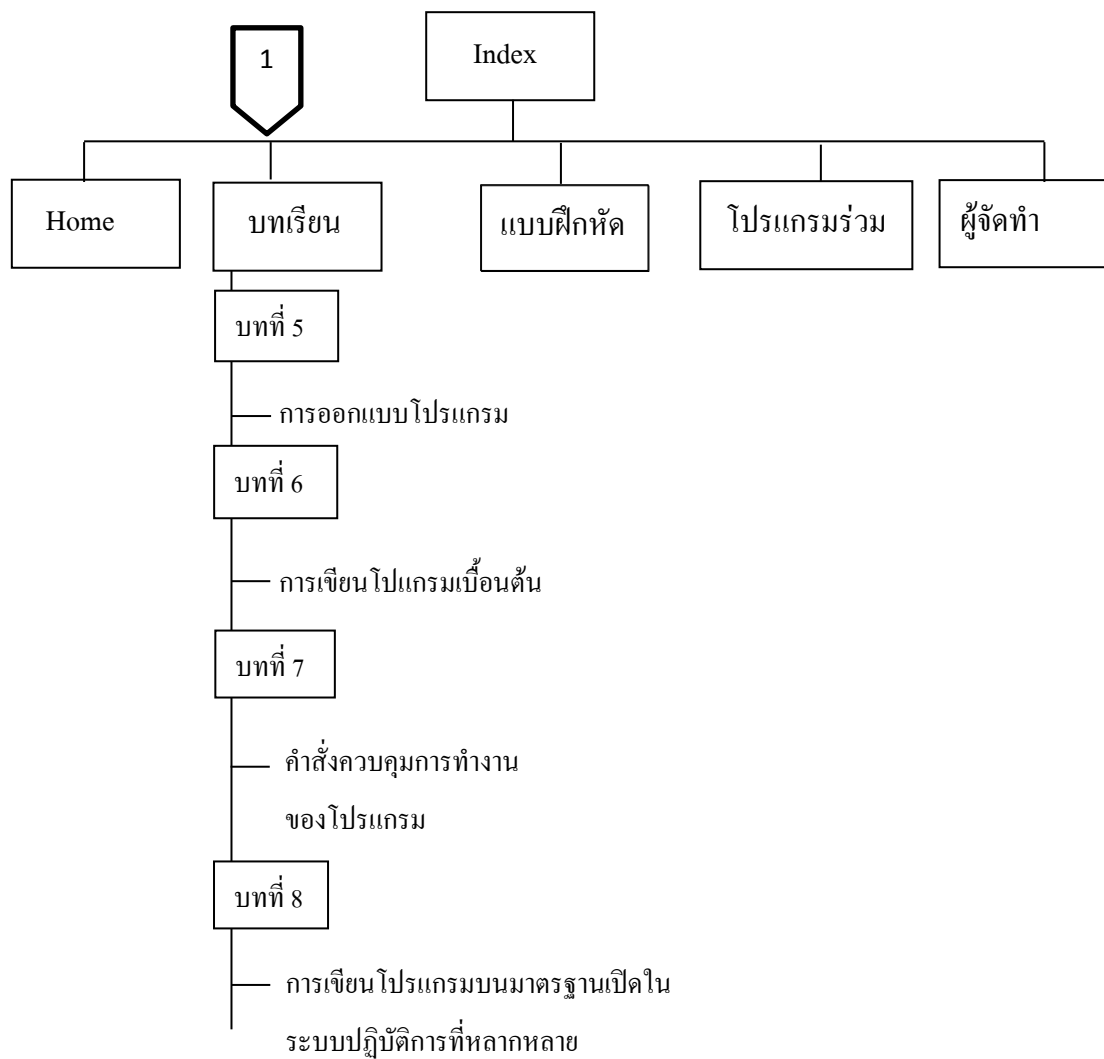 1
Index
Home
บทเรียน
แบบฝึกหัด
โปรแกรมร่วม
ผู้จัดทำ
บทที่ 5
การออกแบบโปรแกรม
บทที่ 6
การเขียนโปแกรมเบื้อนต้น
บทที่ 7
คำสั่งควบคุมการทำงาน
ของโปรแกรม
บทที่ 8
การเขียนโปรแกรมบนมาตรฐานเปิดใน
ระบบปฏิบัติการที่หลากหลาย